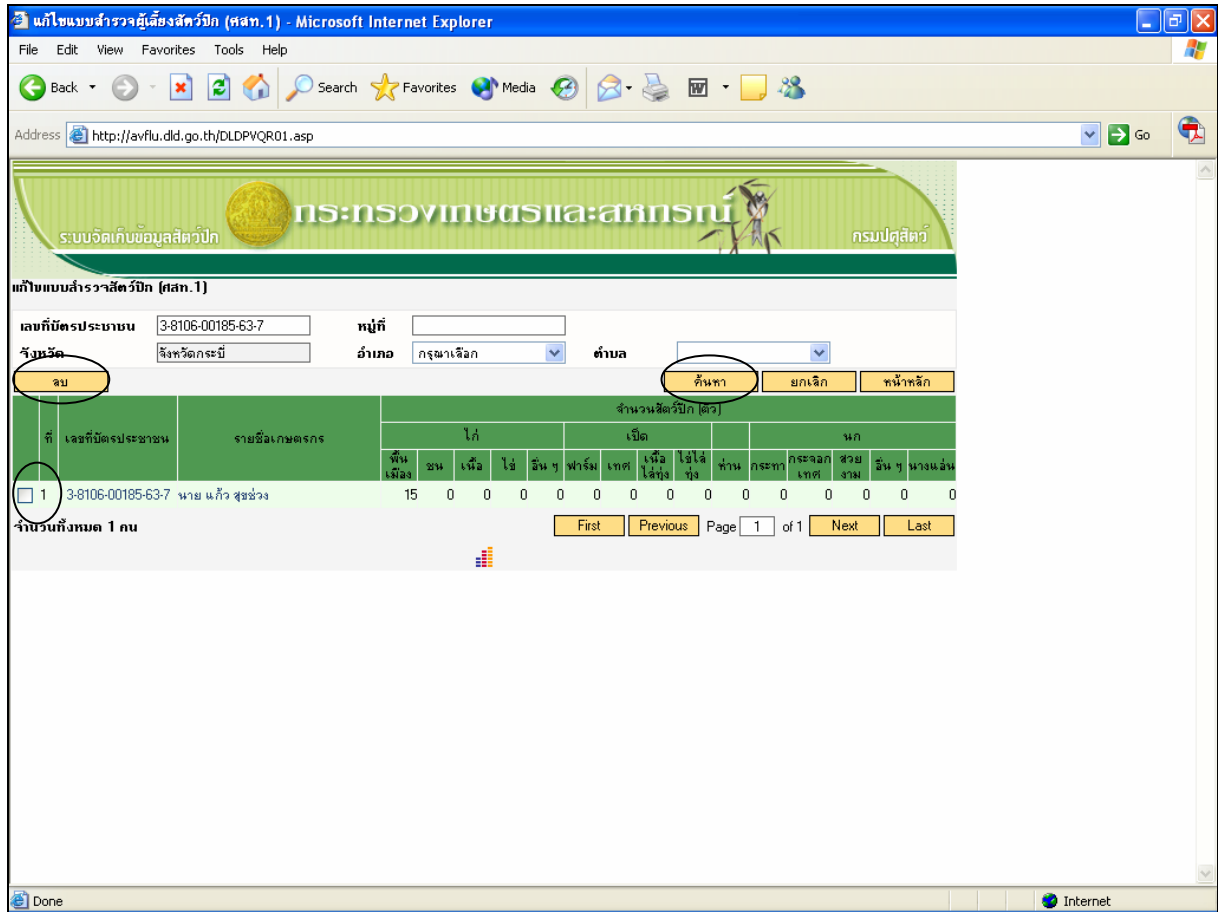 แก้ไขแบบสำรวจผู้เลี้ยงสัตว์ปีก (ศสท.1) - Microsoft Internet Explorer
File Edit View Favorites Tools Help
Back Search Favorites Media
Address http://avflu.dld.go.th/DLDPVQR01.asp Go
กระทรวงเกษตรและสหกรณ์
ระบบจัดเก็บข้อมูลสัตว์ปีก กรมปศุสัตว์
แก้ไขแบบสำรวจสัตว์ปีก (ศสท.1)
เลขที่บัตรประชาชน 3-8106-00185-63-7 หมู่ที่
จังหวัด จังหวัดกระบี่ อำเภอ กรุณาเลือก ตำบล
ลบ ค้นหา ยกเลิก หน้าหลัก
จำนวนสัตว์ปีก (ตัว)
ที่ เลขที่บัตรประชาชน รายชื่อเกษตรกร ไก่ เป็ด นก
พื้นเมือง ชน เนื้อ ไข่ อื่น ๆ ฟาร์ม เทศ เนื้อไล่ทุ่ง ไข่ไล่ทุ่ง ห่าน กระทา กระจอกเทศ สวยงาม อื่น ๆ นางแอ่น
1 3-8106-00185-63-7 นาย แก้ว สุขช่วง 15 0 0 0 0 0 0 0 0 0 0 0 0 0 0
จำนวนทั้งหมด 1 คน First Previous Page 1 of 1 Next Last
Done Internet